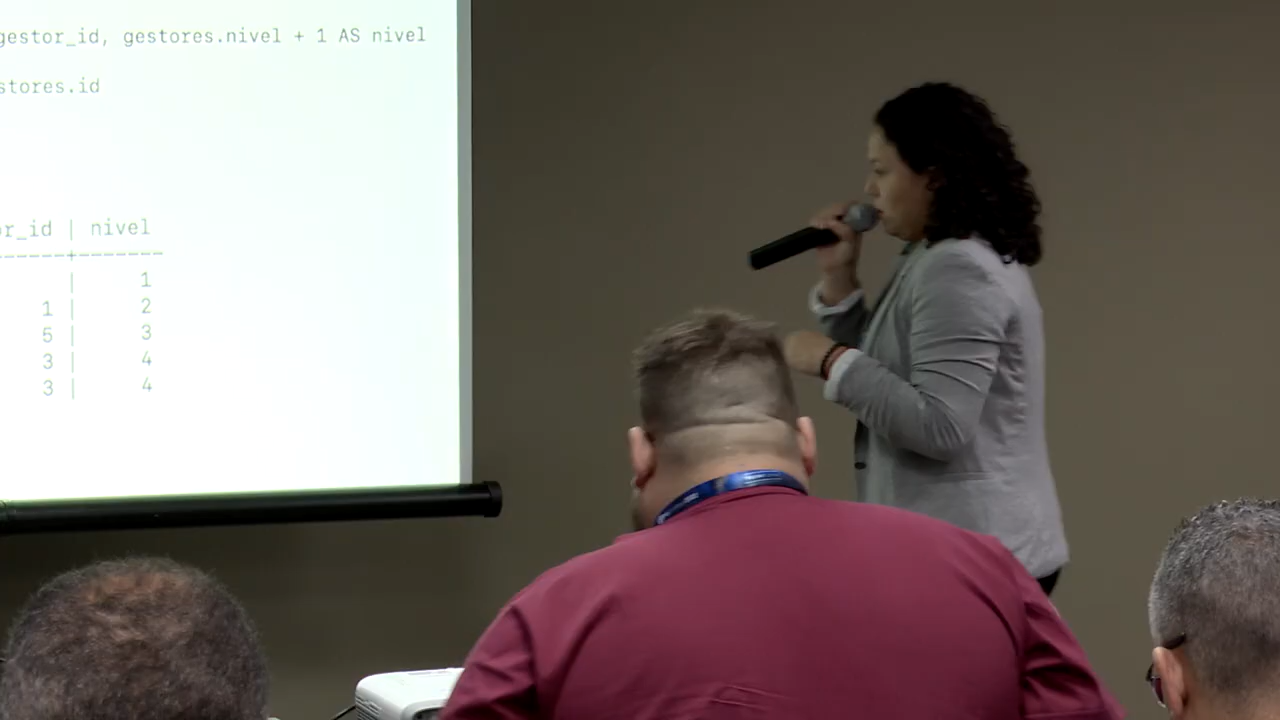 gestor_id, gestores.nivel + 1 AS nivel
stores.id
or_id | nivel
------+-------
| 1
1 | 2
5 | 3
3 | 4
3 | 4